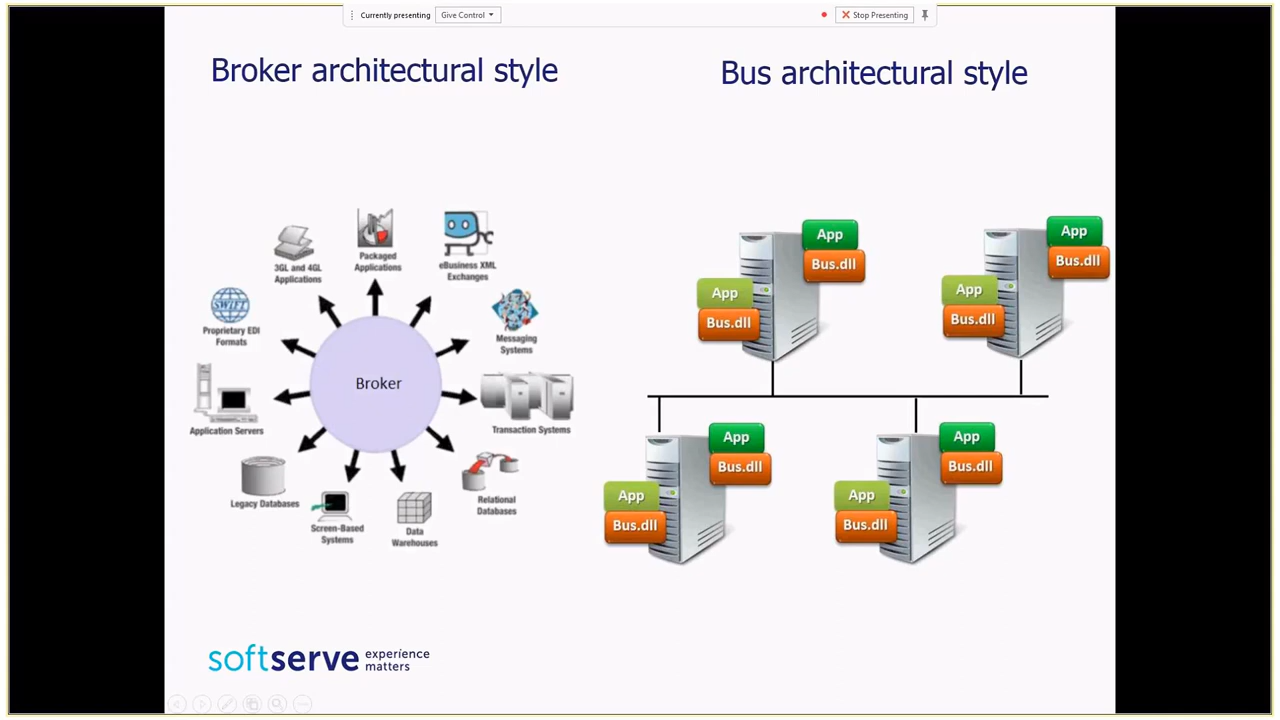 Currently presenting
Give Control
Stop Presenting
Broker architectural style
Bus architectural style
3GL and 4GL
Applications
Packaged
Applications
eBusiness XML
Exchanges
SWIFT
Proprietary EDI
Formats
Messaging
Systems
Broker
Application Servers
Transaction Systems
Legacy Databases
Screen-Based
Systems
Data
Warehouses
Relational
Databases
App
Bus.dll
App
Bus.dll
App
Bus.dll
App
Bus.dll
App
Bus.dll
App
Bus.dll
App
Bus.dll
App
Bus.dll
softserve
experience
matters